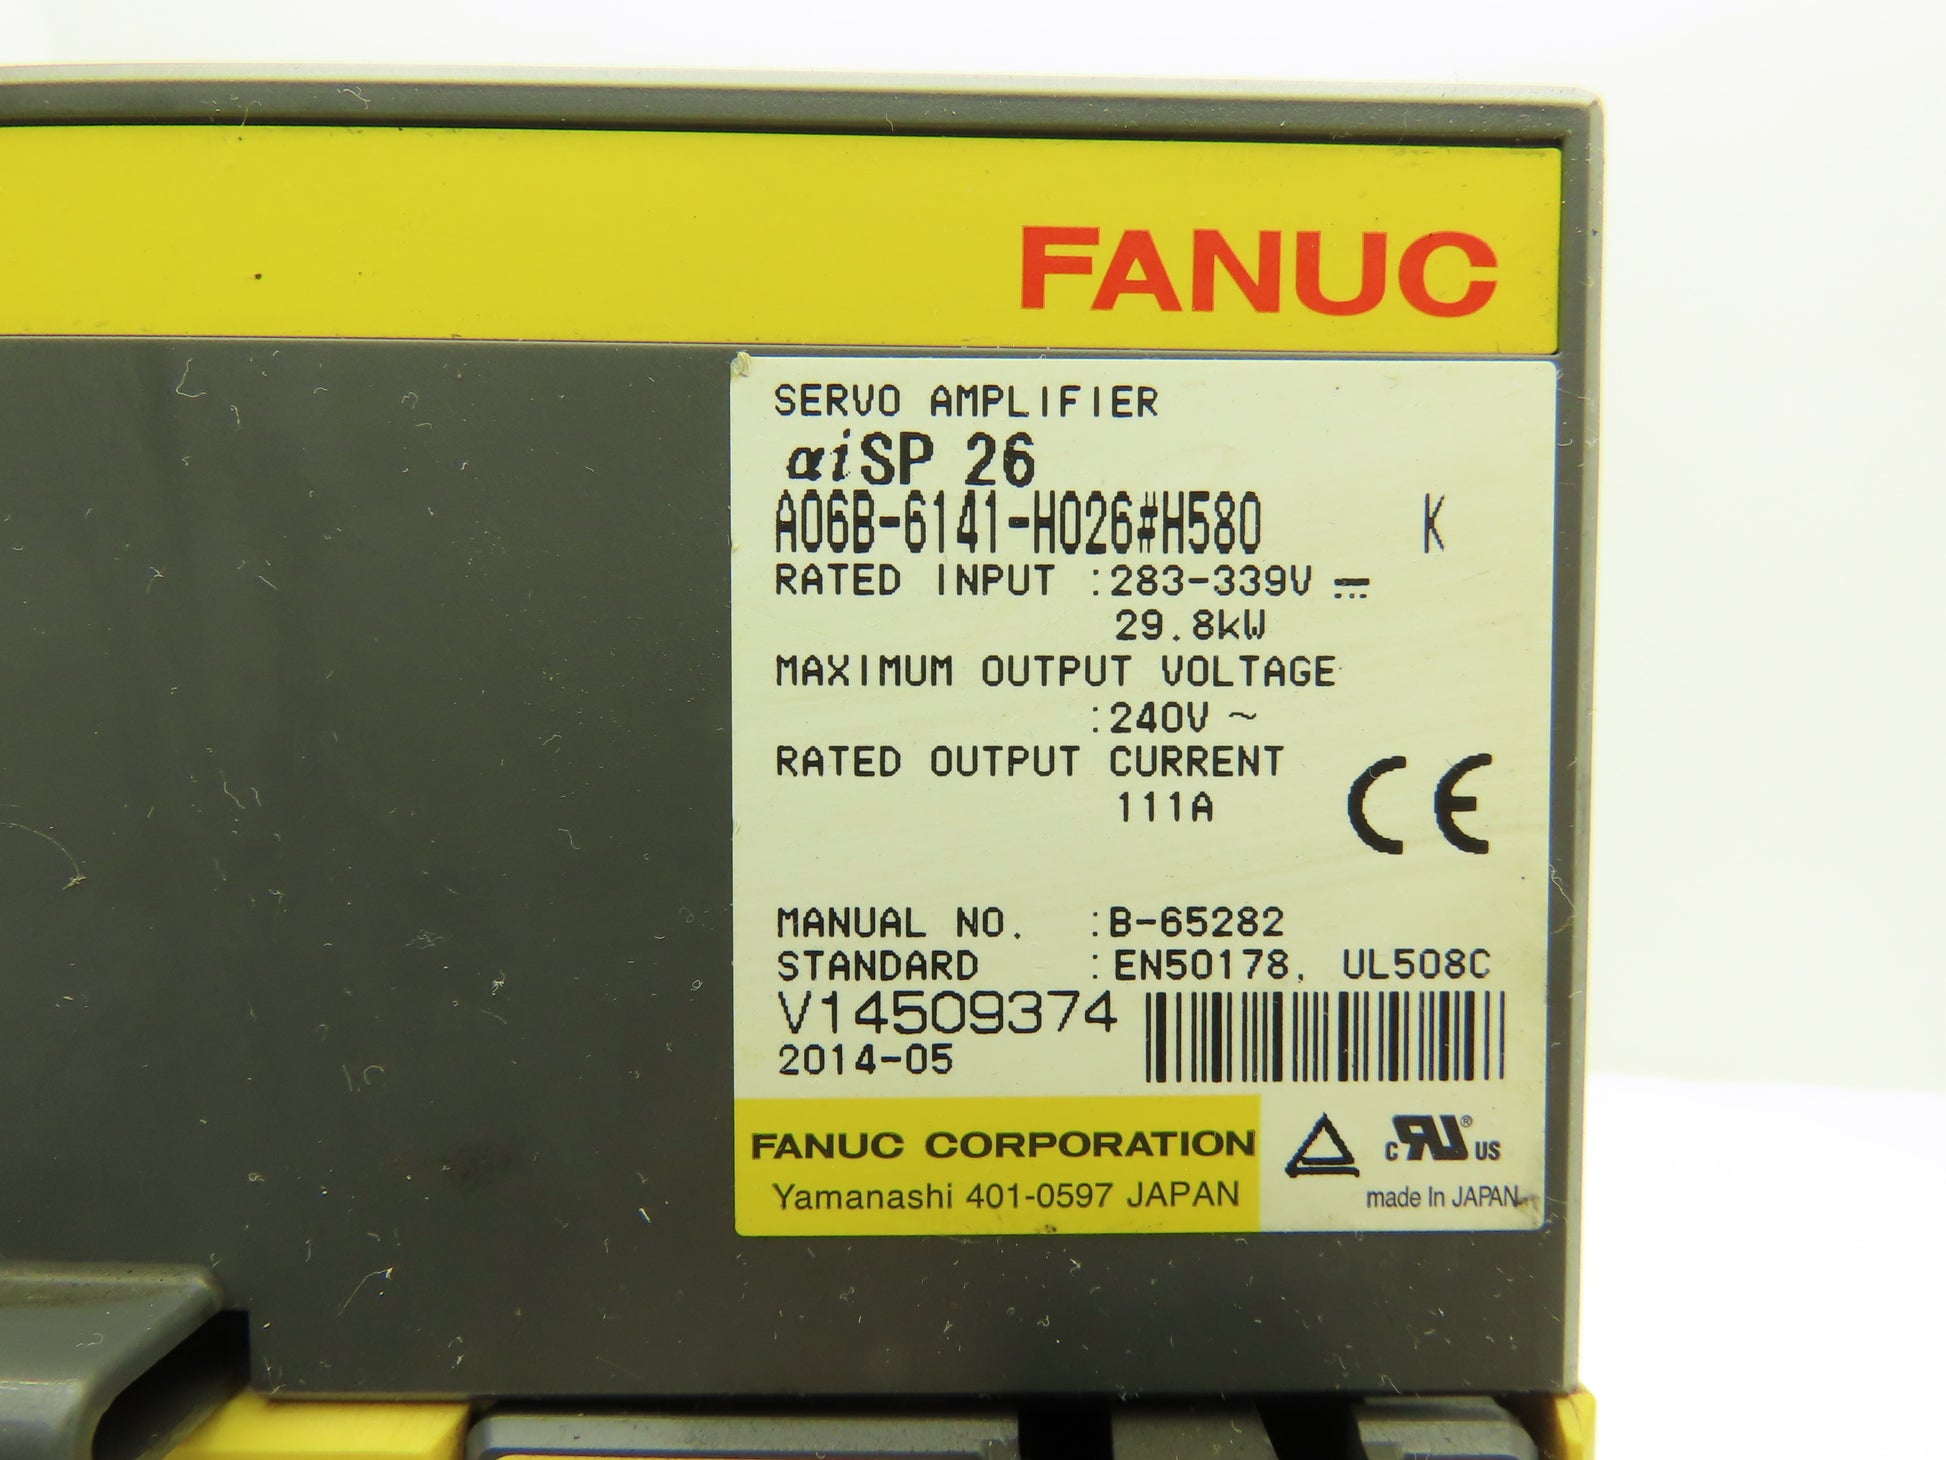 FANUC
SERVO AMPLIFIER
αiSP 26
A06B-6141-H026#H580 K
RATED INPUT :283-339V ⎓
29.8kW
MAXIMUM OUTPUT VOLTAGE
:240V ~
RATED OUTPUT CURRENT
111A
CE
MANUAL NO. :B-65282
STANDARD :EN50178, UL508C
V14509374
2014-05
FANUC CORPORATION
Yamanashi 401-0597 JAPAN
c RU ® US
made In JAPAN